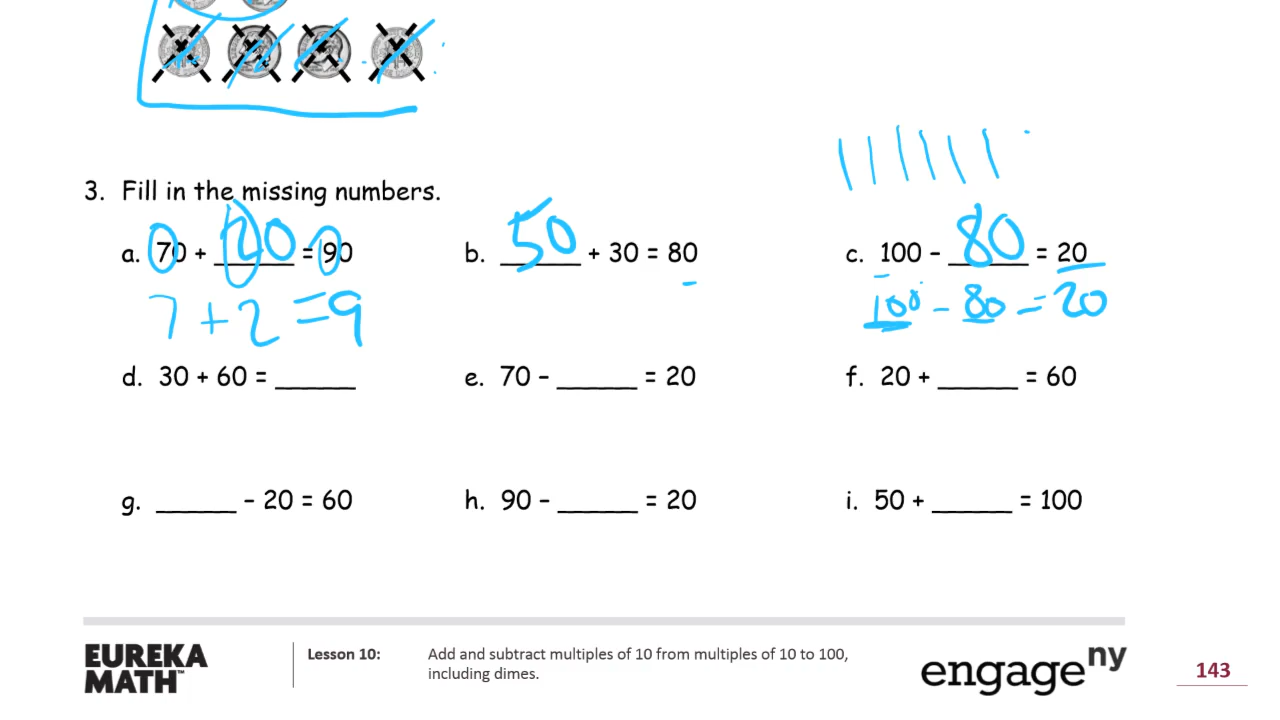 3. Fill in the missing numbers.
a. 70 + 20 = 90
b. 50 + 30 = 80
c. 100 – 80 = 20
7 + 2 = 9
100 - 80 = 20
d. 30 + 60 = ______
e. 70 – ______ = 20
f. 20 + ______ = 60
g. ______ – 20 = 60
h. 90 – ______ = 20
i. 50 + ______ = 100
EUREKA
MATH™
Lesson 10:
Add and subtract multiples of 10 from multiples of 10 to 100,
including dimes.
engage ny
143